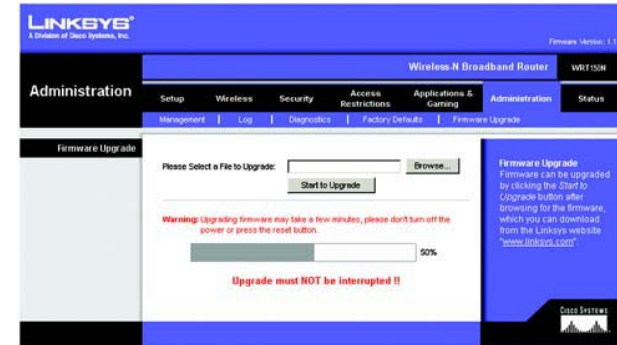 LINKSYS®
A Division of Cisco Systems, Inc.
Firmware Version: 1.1
Wireless-N Broadband Router WRT150N
Administration
Setup Wireless Security Access Restrictions Applications & Gaming Administration Status
Management | Log | Diagnostics | Factory Defaults | Firmware Upgrade
Firmware Upgrade
Please Select a File to Upgrade: Browse...
Start to Upgrade
Warning: Upgrading firmware may take a few minutes, please don't turn off the
power or press the reset button.
50%
Upgrade must NOT be interrupted !!
Firmware Upgrade
Firmware can be upgraded
by clicking the Start to
Upgrade button after
browsing for the firmware,
which you can download
from the Linksys website
"www.linksys.com".
CISCO SYSTEMS